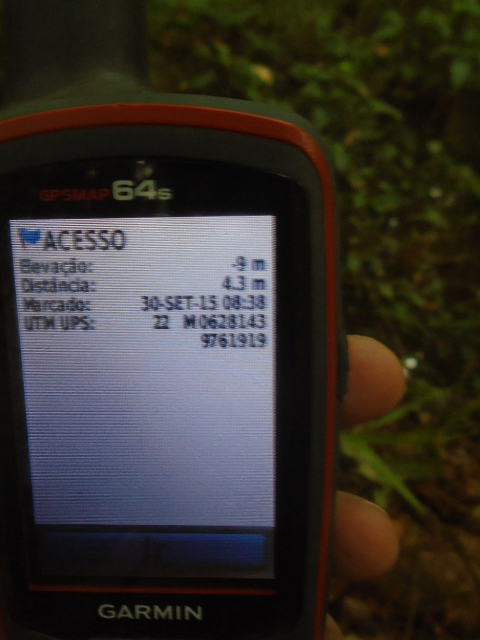 GPSMAP 64s
ACESSO
Elevação: -9 m
Distância: 4.3 m
Marcado: 30-SET-15 08:38
UTM UPS: 22 M 0628143
9761919
GARMIN